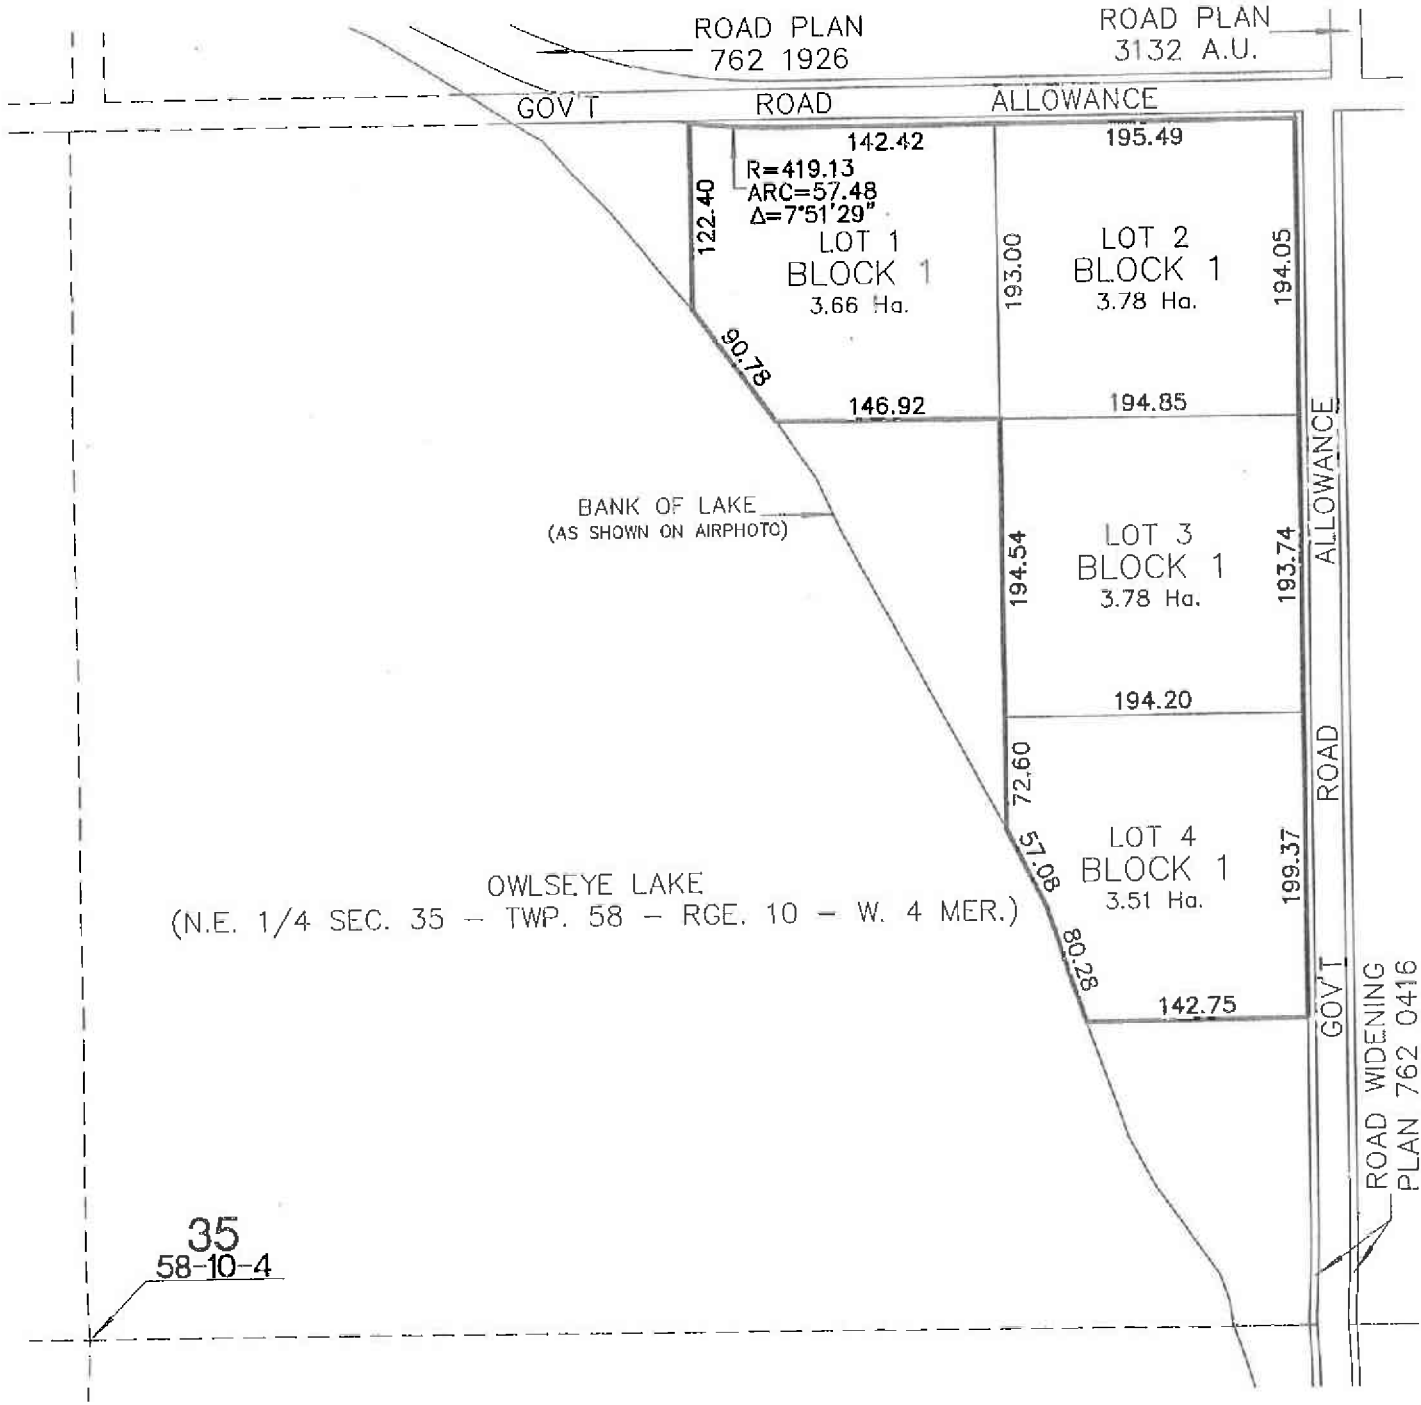 ROAD PLAN
762 1926
ROAD PLAN
3132 A.U.
GOV'T ROAD ALLOWANCE
142.42
195.49
R=419.13
ARC=57.48
Δ=7°51'29"
122.40
LOT 1
BLOCK 1
3.66 Ha.
193.00
LOT 2
BLOCK 1
3.78 Ha.
194.05
90.78
146.92
194.85
BANK OF LAKE
(AS SHOWN ON AIRPHOTO)
194.54
LOT 3
BLOCK 1
3.78 Ha.
193.74
194.20
72.60
57.08
80.28
LOT 4
BLOCK 1
3.51 Ha.
199.37
142.75
GOV'T ROAD ALLOWANCE
ROAD WIDENING
PLAN 762 0416
OWLSEYE LAKE
(N.E. 1/4 SEC. 35 – TWP. 58 – RGE. 10 – W. 4 MER.)
35
58-10-4